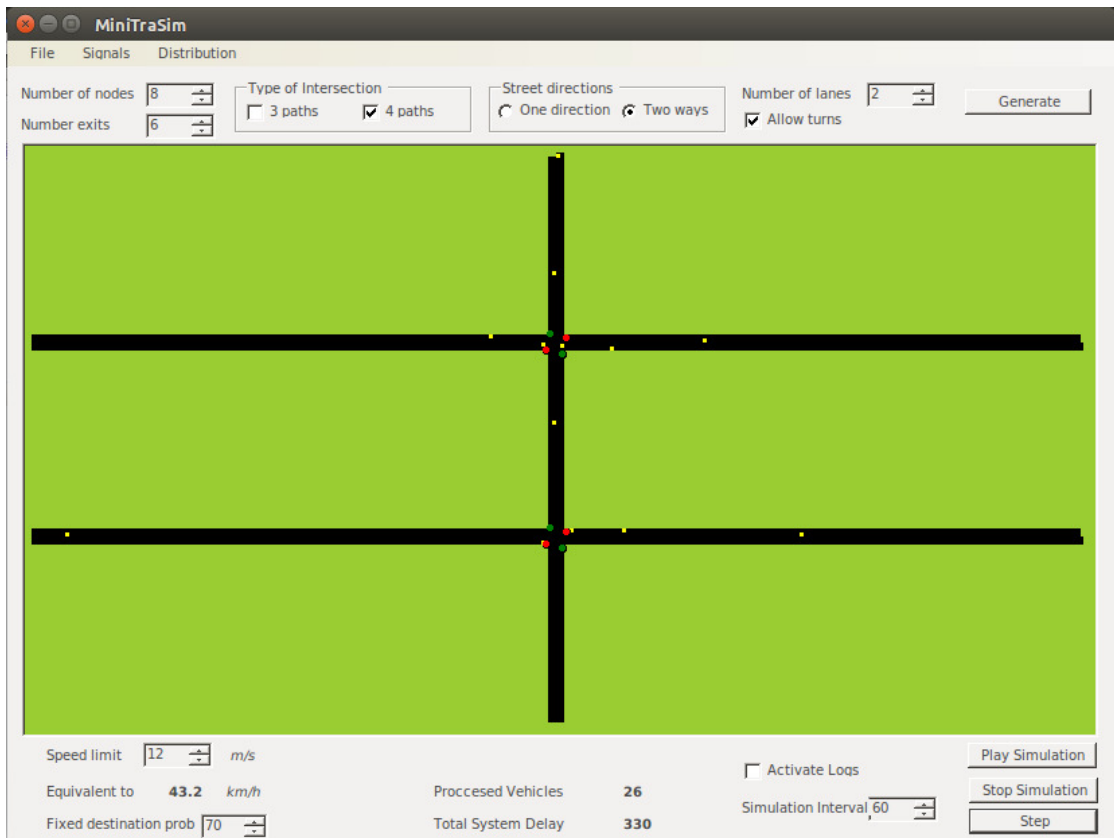 MiniTraSim
File Signals Distribution
Number of nodes 8
Number exits 6
Type of Intersection
3 paths 4 paths
Street directions
One direction Two ways
Number of lanes 2
Allow turns
Generate
Speed limit 12 m/s
Equivalent to 43.2 km/h
Fixed destination prob 70
Proccesed Vehicles 26
Total System Delay 330
Activate Logs
Simulation Interval 60
Play Simulation
Stop Simulation
Step